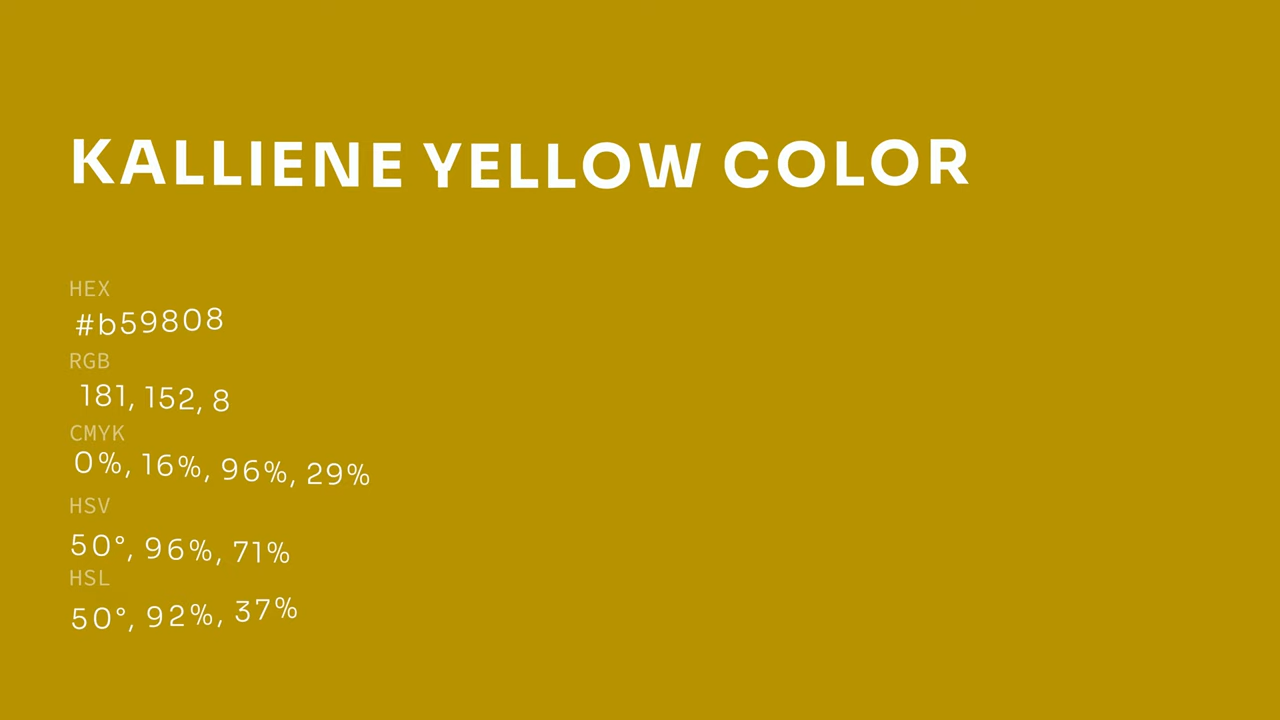 KALLIENE YELLOW COLOR
HEX
#b59808
RGB
181, 152, 8
CMYK
0%, 16%, 96%, 29%
HSV
50°, 96%, 71%
HSL
50°, 92%, 37%